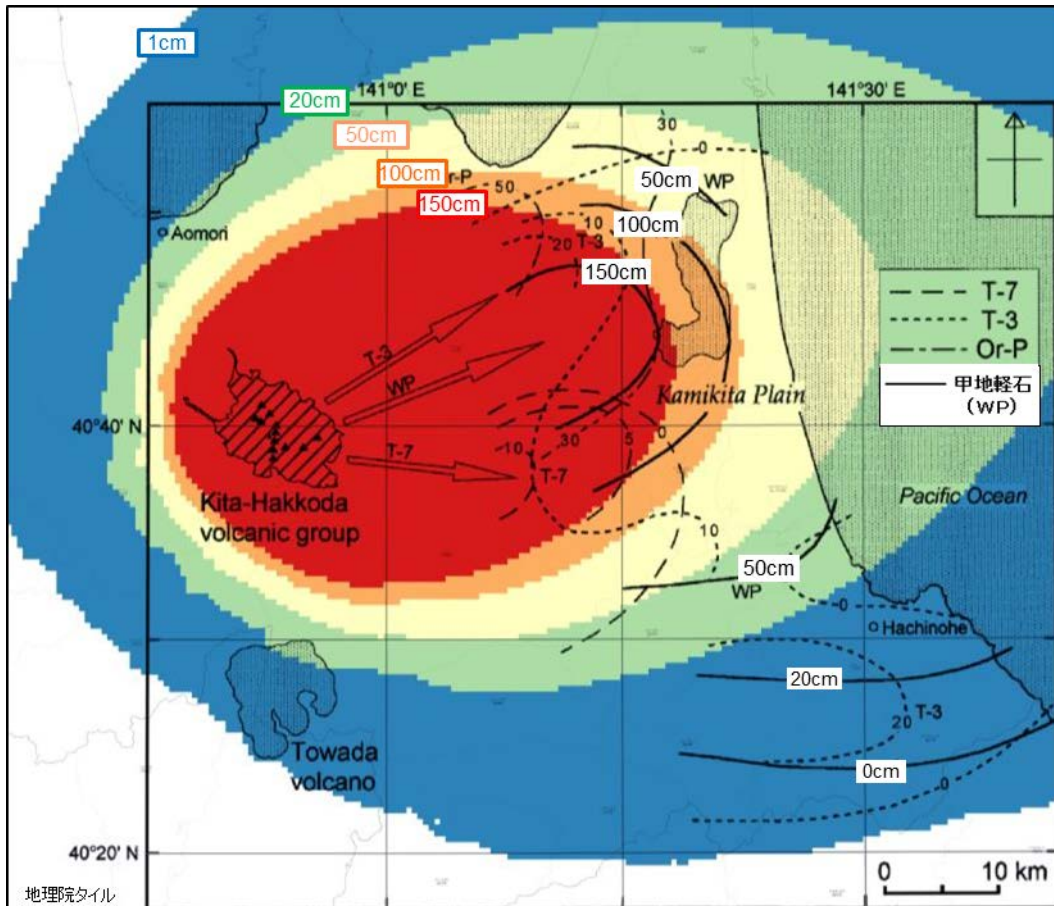 1cm
20cm
141°0' E
141°30' E
50cm
30
0
100cm
Or-P
50
50cm
WP
150cm
10
100cm
Aomori
20
T-3
150cm
T-7
T-3
Or-P
甲地軽石
(WP)
T-3
WP
Kamikita Plain
40°40' N
0
10
30
5
0
T-7
T-7
Kita-Hakkoda
volcanic group
Pacific Ocean
10
50cm
WP
0
Hachinohe
20cm
T-3
20
Towada
volcano
0cm
0
40°20' N
0
10 km
地理院タイル